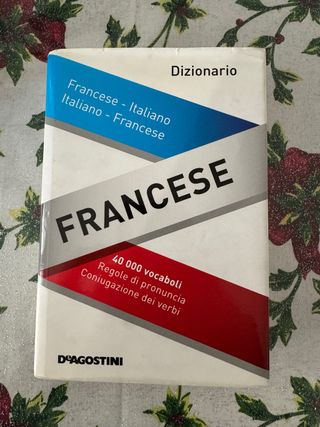 Dizionario
Francese - Italiano
Italiano - Francese
FRANCESE
40 000 vocaboli
Regole di pronuncia
Coniugazione dei verbi
DeAGOSTINI